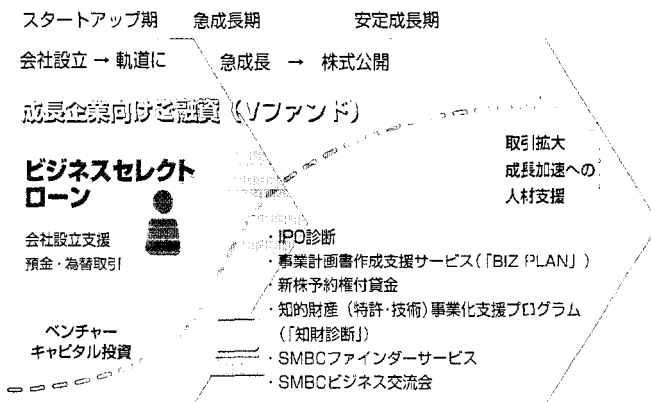 スタートアップ期 急成長期 安定成長期
会社設立 → 軌道に 急成長 → 株式公開
成長企業向けを融資(Vファンド)
取引拡大
成長加速への
人材支援
ビジネスセレクト
ローン
会社設立支援
預金・為替取引
・IPO診断
・事業計画書作成支援サービス(「BIZ PLAN」)
・新株予約権付貸金
・知的財産(特許・技術)事業化支援プログラム
(「知財診断」)
・SMBCファインダーサービス
・SMBCビジネス交流会
ベンチャー
キャピタル投資